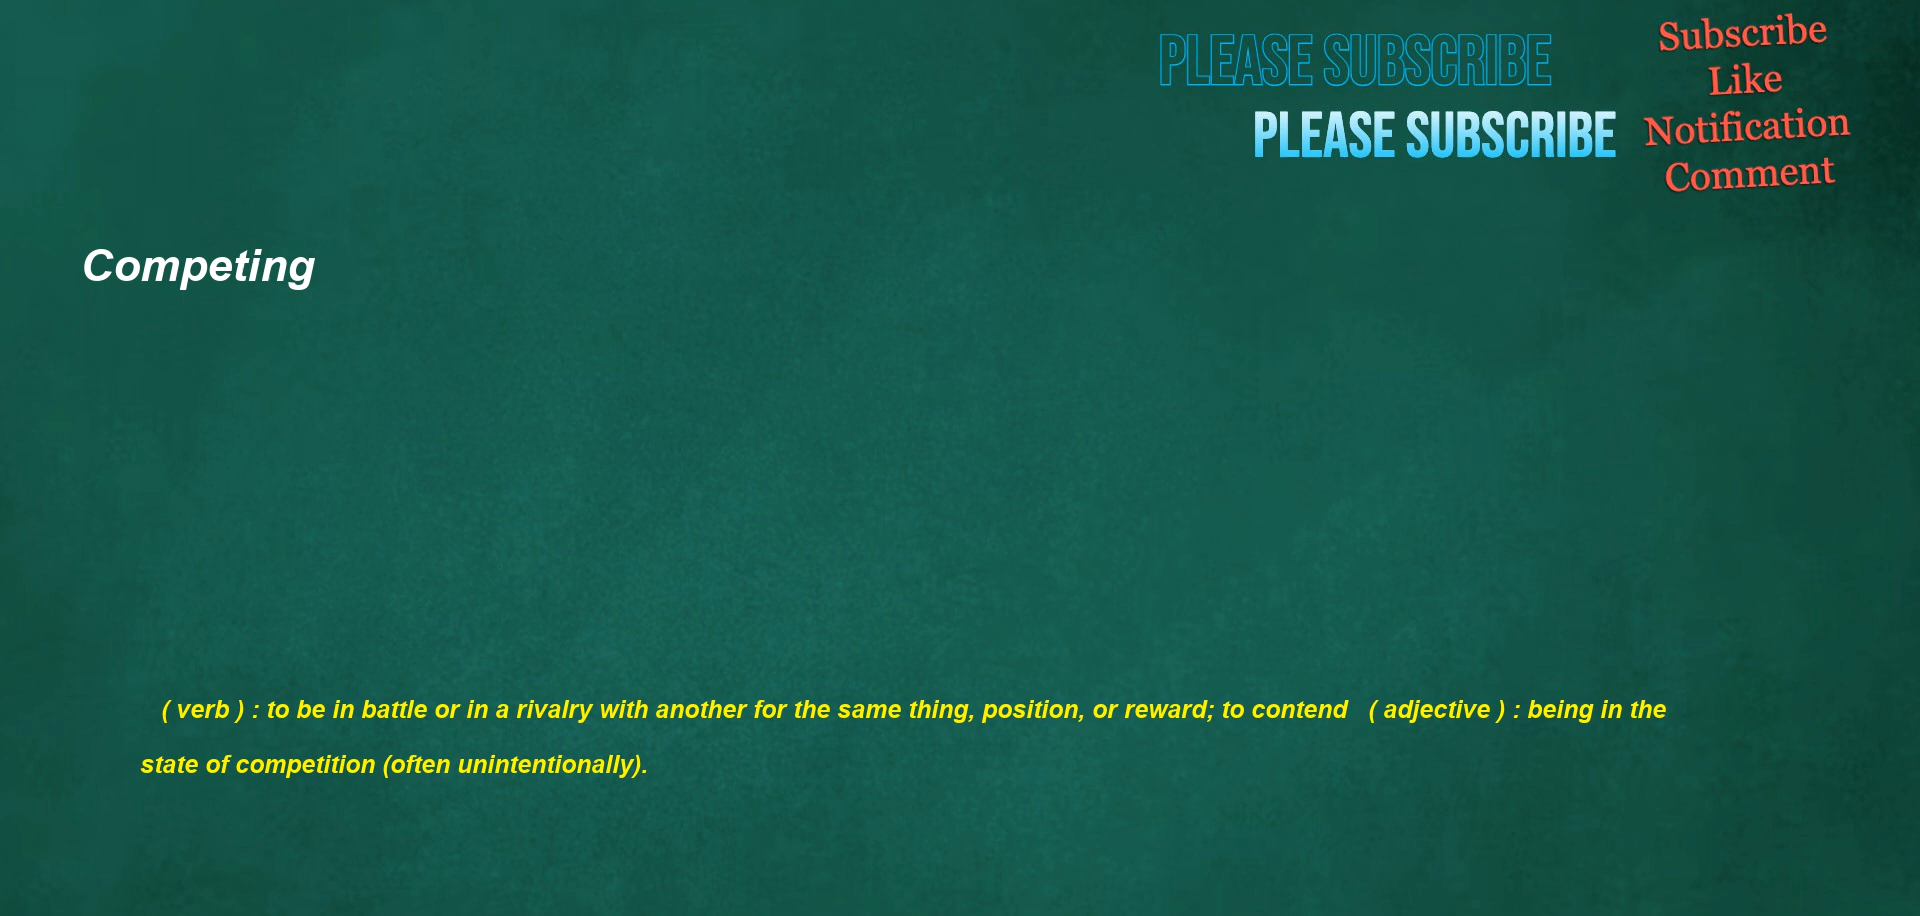 PLEASE SUBSCRIBE
PLEASE SUBSCRIBE
Subscribe
Like
Notification
Comment
Competing
( verb ) : to be in battle or in a rivalry with another for the same thing, position, or reward; to contend ( adjective ) : being in the
state of competition (often unintentionally).